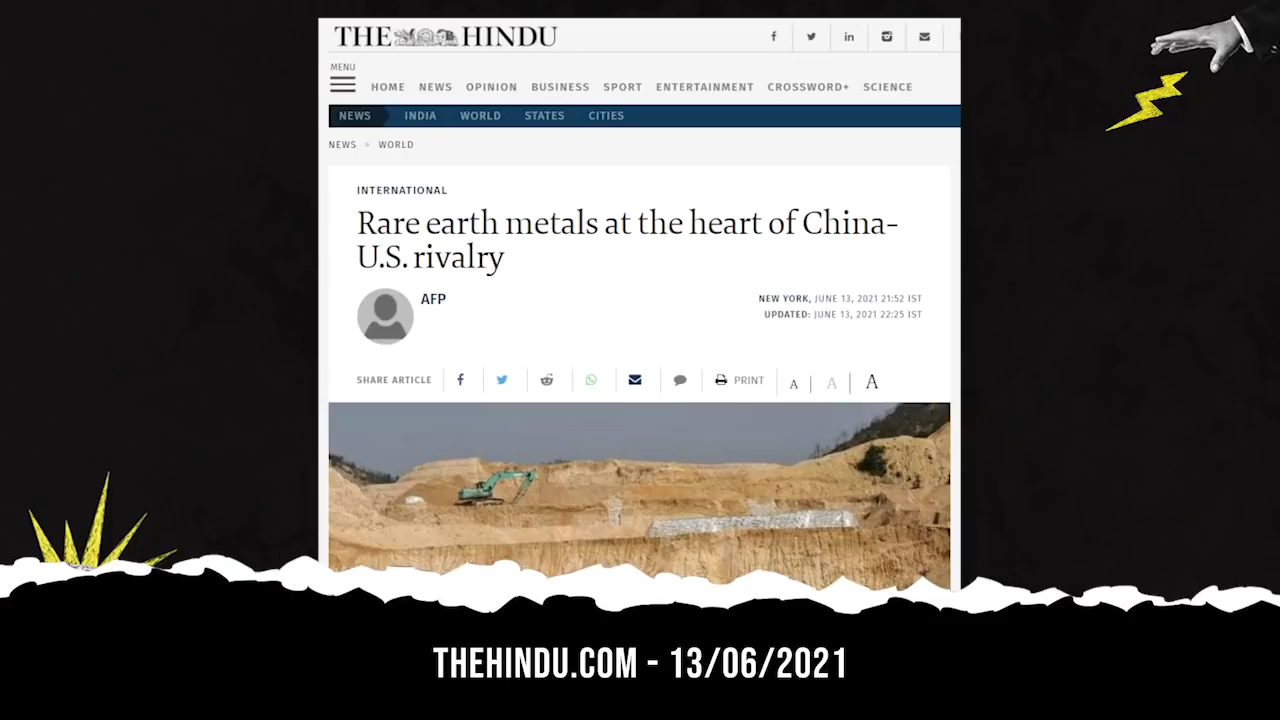 THE HINDU
MENU
HOME NEWS OPINION BUSINESS SPORT ENTERTAINMENT CROSSWORD+ SCIENCE
NEWS INDIA WORLD STATES CITIES
NEWS > WORLD
INTERNATIONAL
Rare earth metals at the heart of China-
U.S. rivalry
AFP
NEW YORK, JUNE 13, 2021 21:52 IST
UPDATED: JUNE 13, 2021 22:25 IST
SHARE ARTICLE PRINT A A A
THEHINDU.COM - 13/06/2021